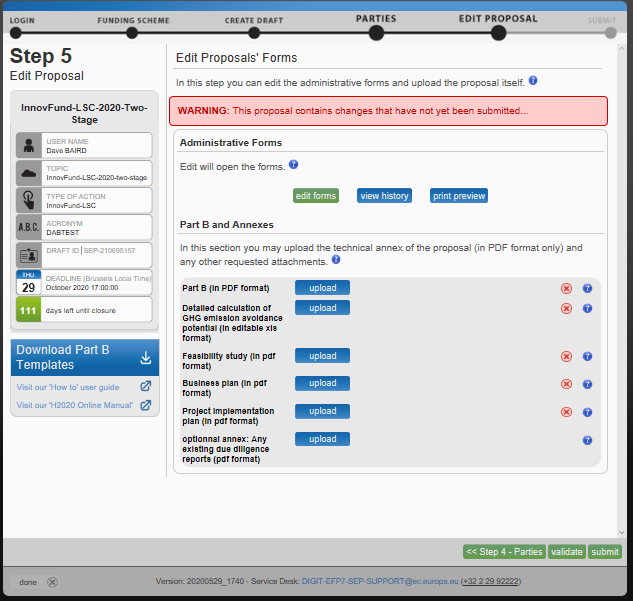 LOGIN FUNDING SCHEME CREATE DRAFT PARTIES EDIT PROPOSAL SUBMIT
Step 5
Edit Proposal
InnovFund-LSC-2020-Two-
Stage
USER NAME
Dave BAIRD
TOPIC
InnovFund-LSC-2020-two-stage
TYPE OF ACTION
InnovFund-LSC
A.B.C.
ACRONYM
DABTEST
DRAFT ID SEP-210695157
THU
29
DEADLINE (Brussels Local Time)
October 2020 17:00:00
111
days left until closure
Download Part B
Templates
Visit our 'How to' user guide
Visit our 'H2020 Online Manual'
Edit Proposals' Forms
In this step you can edit the administrative forms and upload the proposal itself. ?
WARNING: This proposal contains changes that have not yet been submitted...
Administrative Forms
Edit will open the forms. ?
edit forms view history print preview
Part B and Annexes
In this section you may upload the technical annex of the proposal (in PDF format only) and
any other requested attachments. ?
Part B (in PDF format) upload ?
Detailed calculation of upload ?
GHG emission avoidance
potential (in editable xls
format)
Feasibility study (in pdf upload ?
format)
Business plan (in pdf upload ?
format)
Project implementation upload ?
plan (in pdf format)
optionnal annex: Any upload ?
existing due diligence
reports (pdf format)
<< Step 4 - Parties validate submit
done
Version: 20200529_1740 - Service Desk: DIGIT-EFP7-SEP-SUPPORT@ec.europa.eu (+32 2 29 92222)